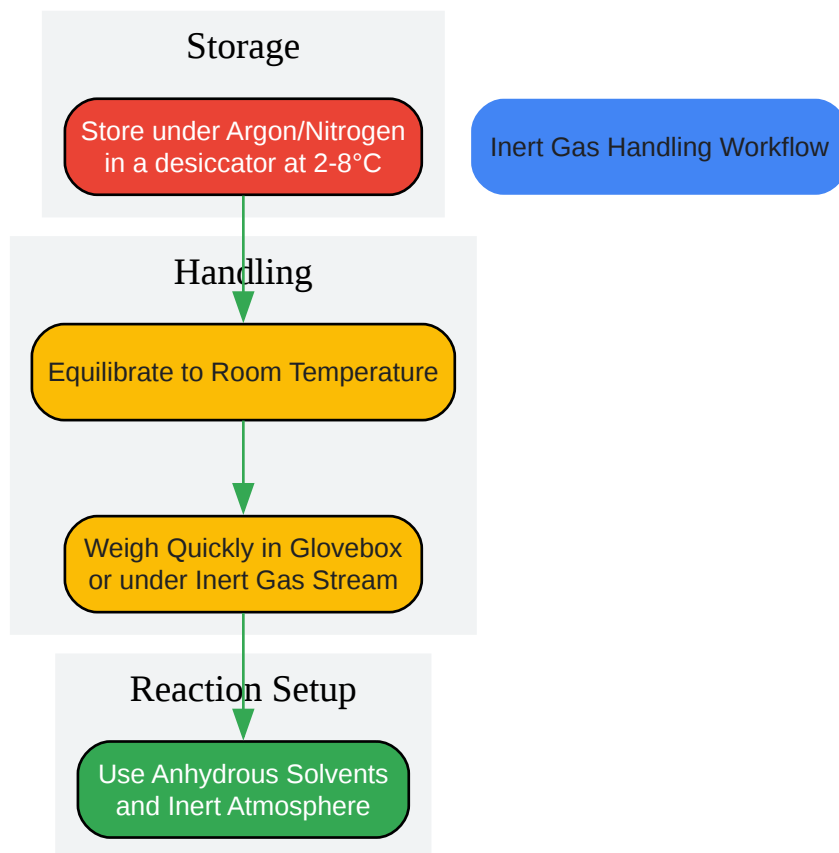 Storage
Store under Argon/Nitrogen
in a desiccator at 2-8°C
Inert Gas Handling Workflow
Handling
Equilibrate to Room Temperature
Weigh Quickly in Glovebox
or under Inert Gas Stream
Reaction Setup
Use Anhydrous Solvents
and Inert Atmosphere